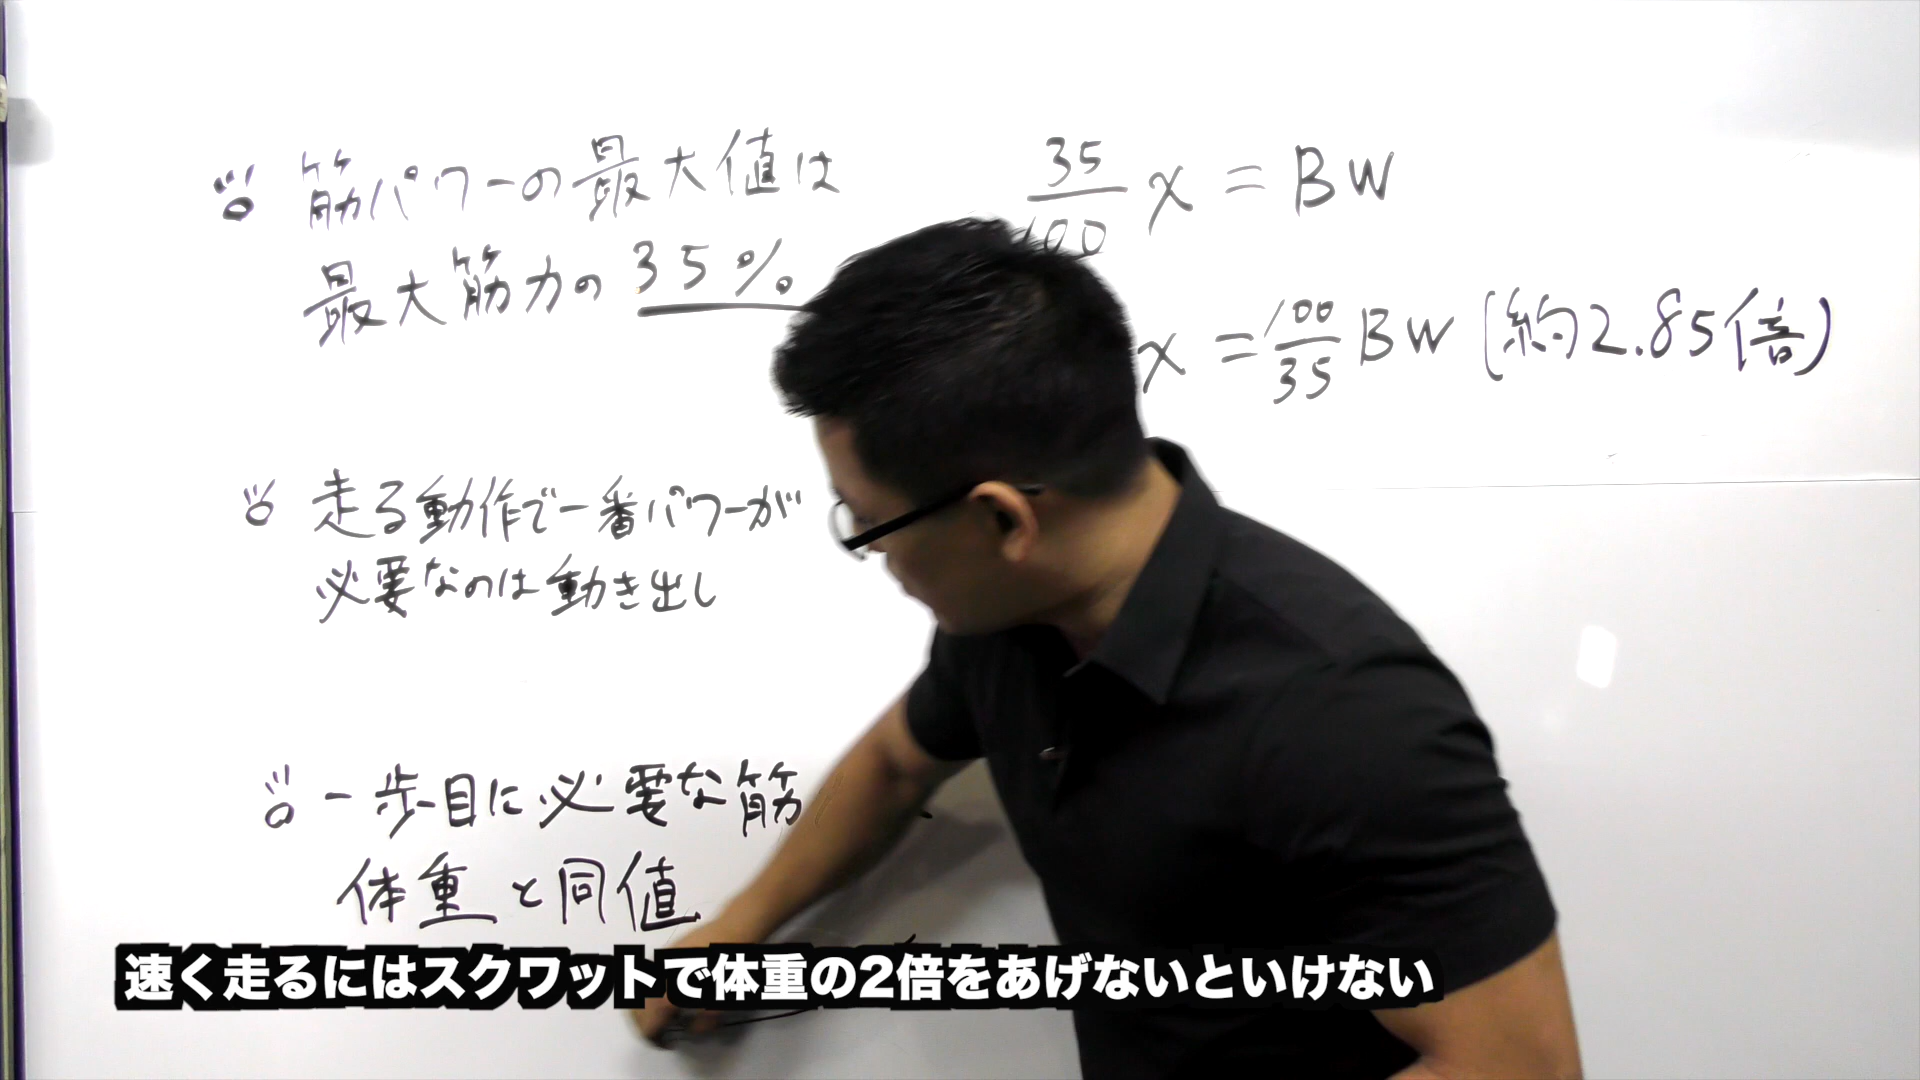 筋パワーの最大値は
最大筋力の35%
走る動作で一番パワーが
必要なのは動き出し
一歩目に必要な筋
体重と同値
35/100 x = BW
x = 100/35 BW (約2.85倍)
速く走るにはスクワットで体重の2倍をあげないといけない